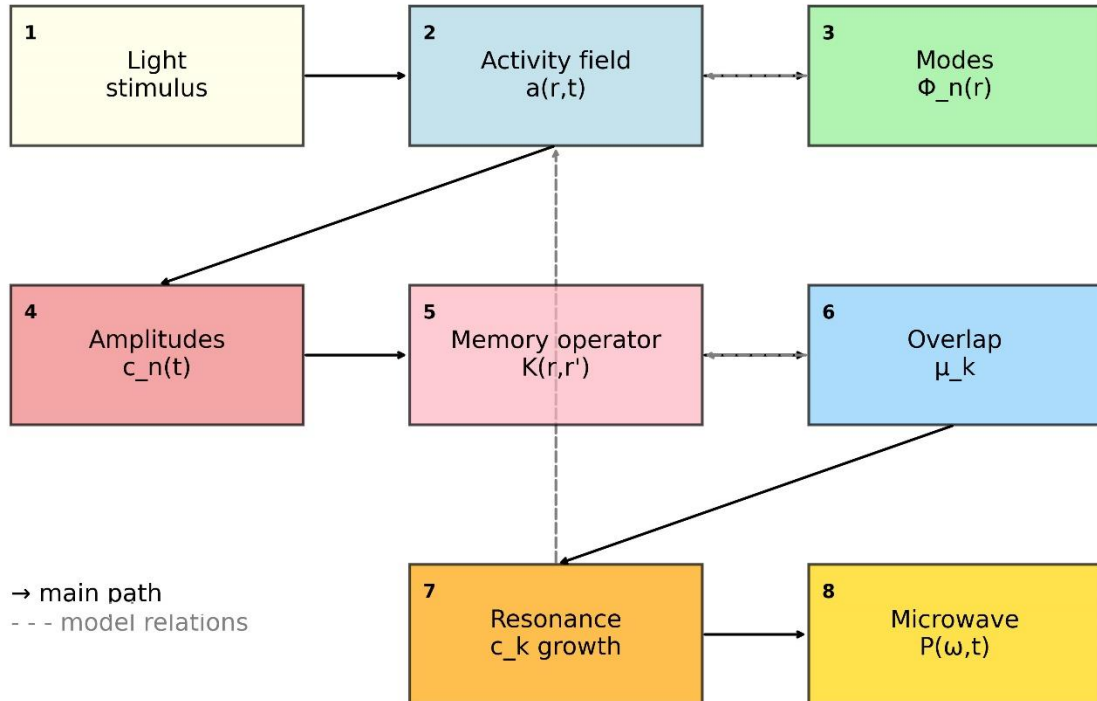 1
Light
stimulus
2
Activity field
a(r,t)
3
Modes
Φ_n(r)
4
Amplitudes
c_n(t)
5
Memory operator
K(r,r')
6
Overlap
μ_k
→ main path
- - - model relations
7
Resonance
c_k growth
8
Microwave
P(ω,t)